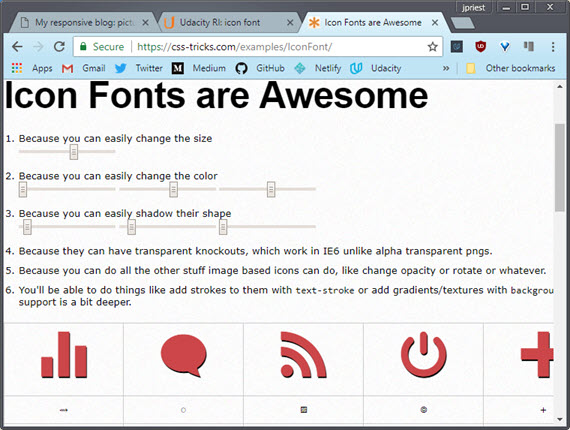 jpriest
My responsive blog: pict
Udacity RI: icon font
Icon Fonts are Awesome
Secure
https://css-tricks.com/examples/IconFont/
Apps Gmail Twitter Medium GitHub Netlify Udacity » Other bookmarks
Icon Fonts are Awesome
1. Because you can easily change the size
2. Because you can easily change the color
3. Because you can easily shadow their shape
4. Because they can have transparent knockouts, which work in IE6 unlike alpha transparent pngs.
5. Because you can do all the other stuff image based icons can do, like change opacity or rotate or whatever.
6. You'll be able to do things like add strokes to them with text-stroke or add gradients/textures with backgrou
support is a bit deeper.